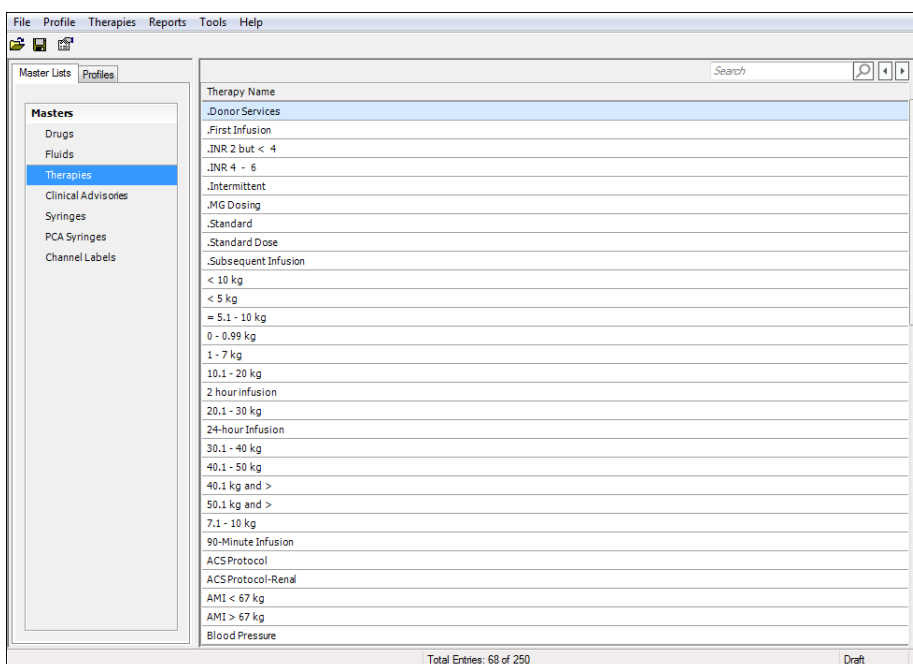 File Profile Therapies Reports Tools Help
Master Lists Profiles
Search
Masters
Drugs
Fluids
Therapies
Clinical Advisories
Syringes
PCA Syringes
Channel Labels
Therapy Name
.Donor Services
.First Infusion
.INR 2 but < 4
.INR 4 - 6
.Intermittent
.MG Dosing
.Standard
.Standard Dose
.Subsequent Infusion
< 10 kg
< 5 kg
= 5.1 - 10 kg
0 - 0.99 kg
1 - 7 kg
10.1 - 20 kg
2 hour infusion
20.1 - 30 kg
24-hour Infusion
30.1 - 40 kg
40.1 - 50 kg
40.1 kg and >
50.1 kg and >
7.1 - 10 kg
90-Minute Infusion
ACS Protocol
ACS Protocol-Renal
AMI < 67 kg
AMI > 67 kg
Blood Pressure
Total Entries: 68 of 250 Draft